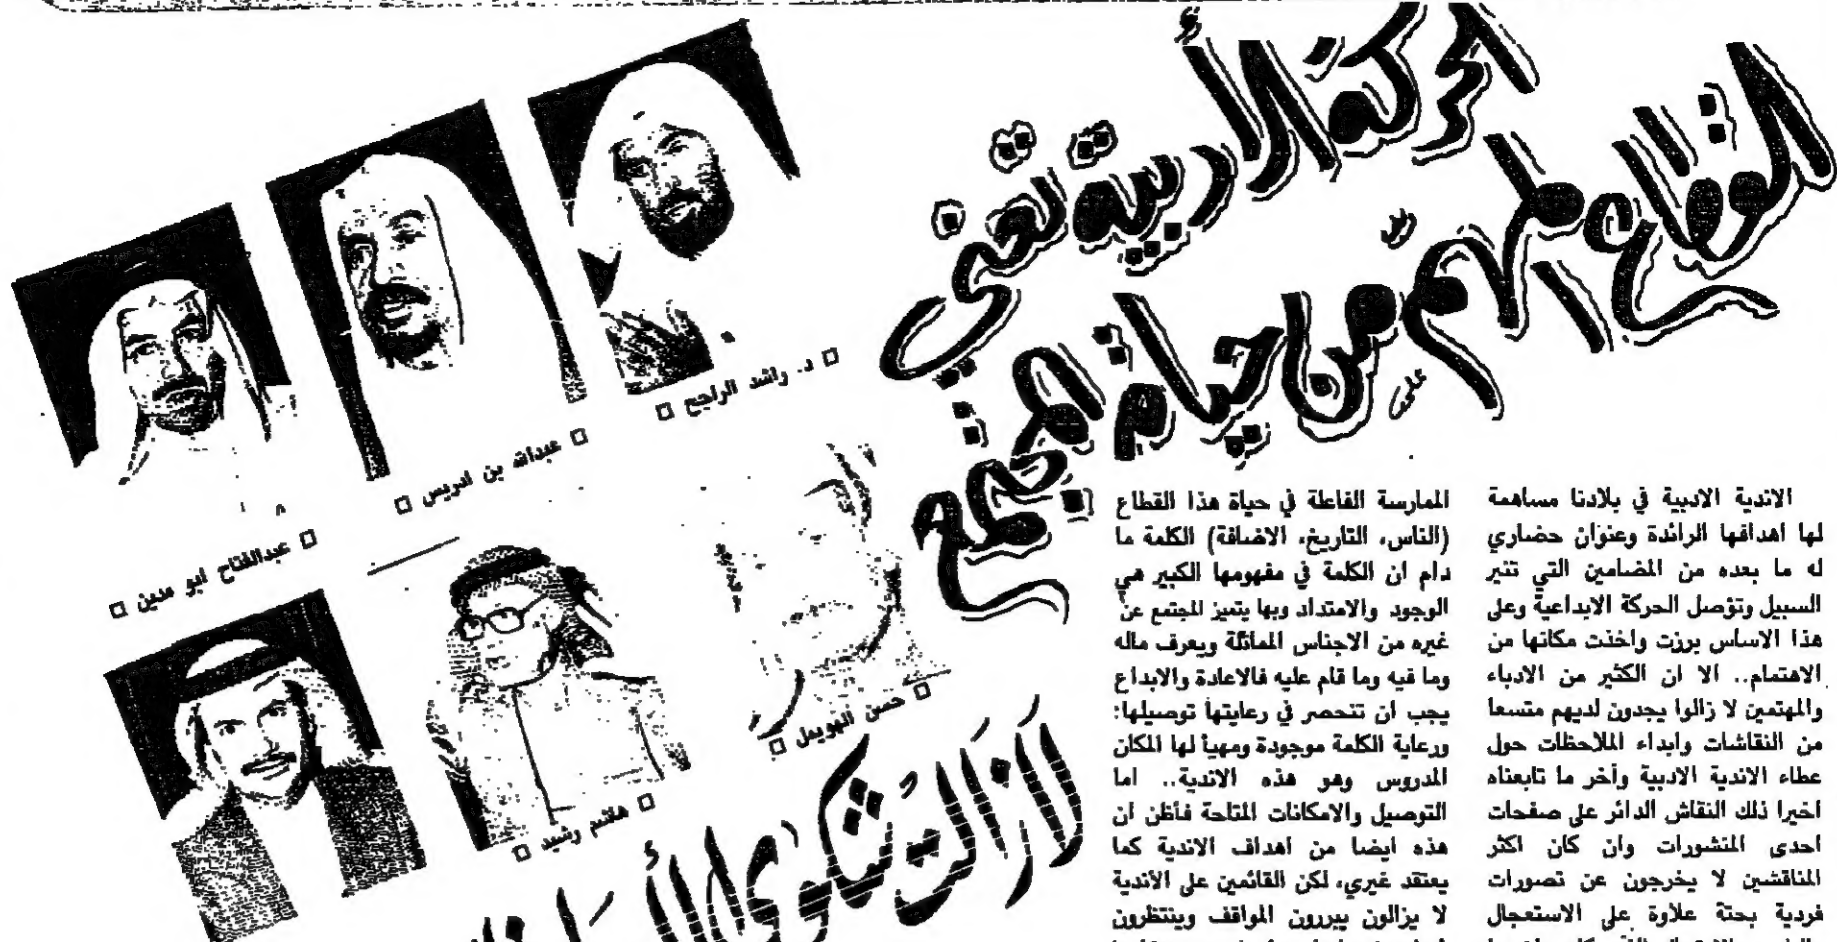 الحركة الأدبية تعني
القطاع الأهم من حياة المجتمع
علي
□ د. راشد الراجح □
□ عبدالله بن ادريس □
□ عبدالفتاح ابو مدين □
□ حسن الهويمل □
□ هاشم رشيد □
لازالت شكوى
الاندية الادبية في بلادنا مساهمة
لها اهدافها الرائدة وعنوان حضاري
له ما بعده من المضامين التي تنير
السبيل وتؤصل الحركة الابداعية وعلى
هذا الاساس برزت واخذت مكانها من
الاهتمام.. الا ان الكثير من الادباء
والمهتمين لا زالوا يجدون لديهم متسعا
من النقاشات وابداء الملاحظات حول
عطاء الاندية الادبية وآخر ما تابعناه
اخيرا ذلك النقاش الدائر على صفحات
احدى المنشورات وان كان اكثر
المناقشين لا يخرجون عن تصورات
فردية بحتة علاوة على الاستعجال
الممارسة الفاعلة في حياة هذا القطاع
(الناس، التاريخ، الاضافة) الكلمة ما
دام ان الكلمة في مفهومها الكبير هي
الوجود والامتداد وبها يتميز المجتمع عن
غيره من الاجناس المماثلة ويعرف ماله
وما فيه وما قام عليه فالاعادة والابداع
يجب ان تنحصر في رعايتها توصيلها:
ورعاية الكلمة موجودة ومهيأ لها المكان
المدروس وهو هذه الاندية.. اما
التوصيل والامكانات المتاحة فأظن ان
هذه ايضا من اهداف الاندية كما
يعتقد غيري، لكن القائمين على الأندية
لا يزالون يبررون المواقف وينتظرون